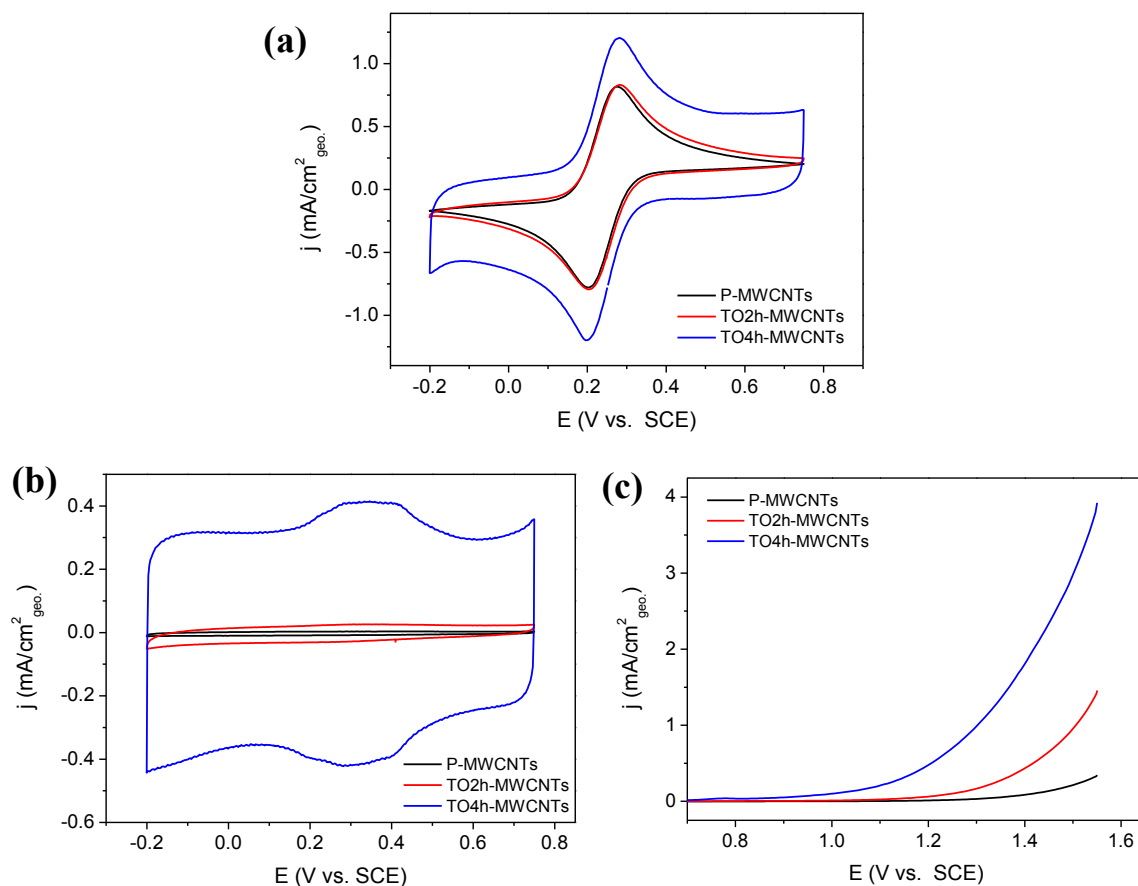 (a)
j (mA/cm²geo.)
1.0
0.5
0.0
-0.5
-1.0
P-MWCNTs
TO2h-MWCNTs
TO4h-MWCNTs
-0.2 0.0 0.2 0.4 0.6 0.8
E (V vs. SCE)
(b)
j (mA/cm²geo.)
0.4
0.2
0.0
-0.2
-0.4
-0.6
P-MWCNTs
TO2h-MWCNTs
TO4h-MWCNTs
-0.2 0.0 0.2 0.4 0.6 0.8
E (V vs. SCE)
(c)
j (mA/cm²geo.)
4
3
2
1
0
P-MWCNTs
TO2h-MWCNTs
TO4h-MWCNTs
0.8 1.0 1.2 1.4 1.6
E (V vs. SCE)